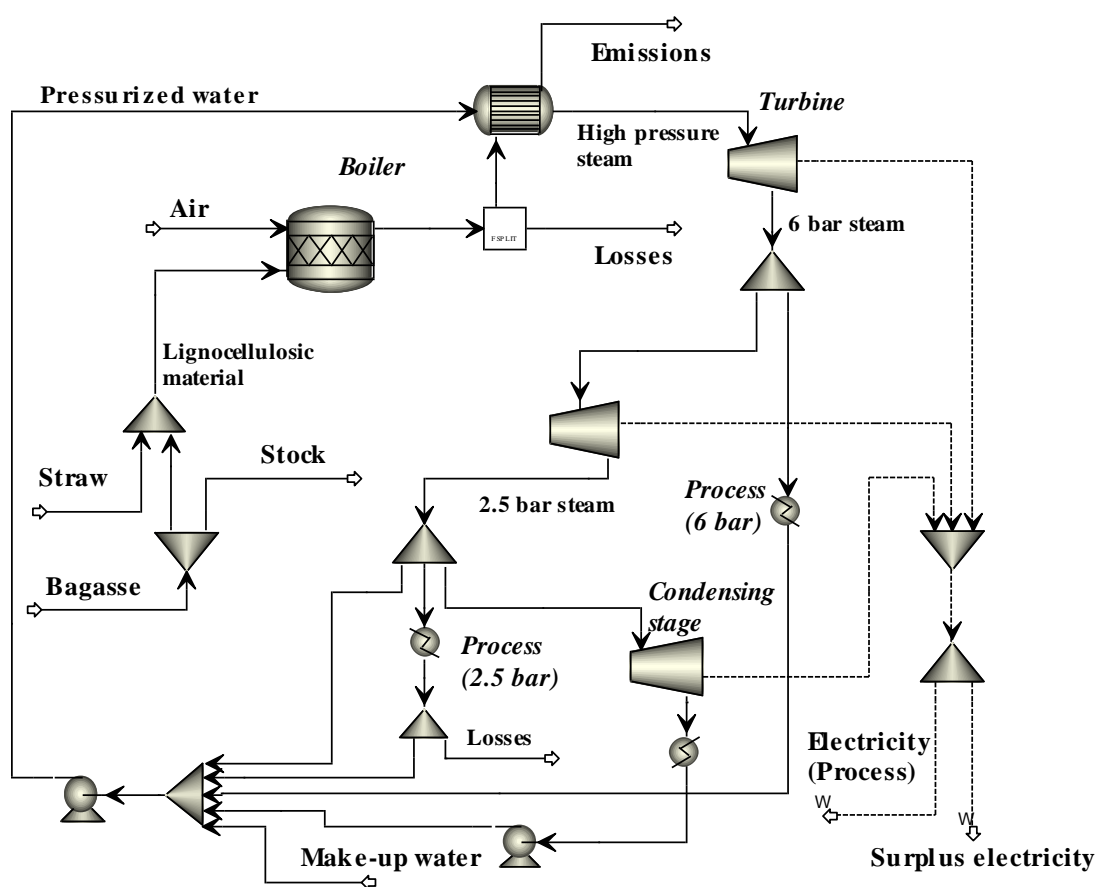 Emissions
Pressurized water
Turbine
High pressure
steam
Boiler
Air
FSPLIT
6 bar steam
Losses
Lignocellulosic
material
Stock
Straw
2.5 bar steam
Process
(6 bar)
Bagasse
Condensing
stage
Process
(2.5 bar)
Losses
Electricity
(Process)
W
W
Make-up water
Surplus electricity